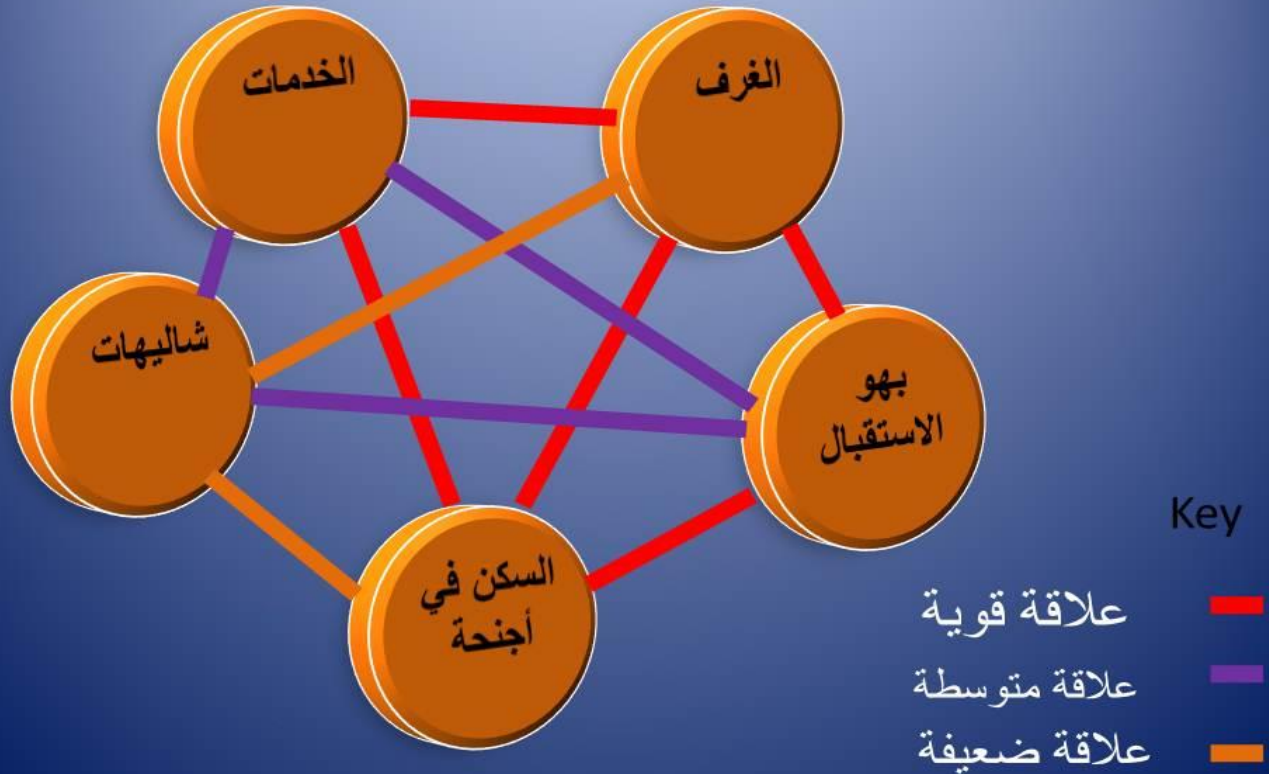 الغرف
الخدمات
شاليهات
بهو
الاستقبال
السكن في
أجنحة
Key
علاقة قوية
علاقة متوسطة
علاقة ضعيفة